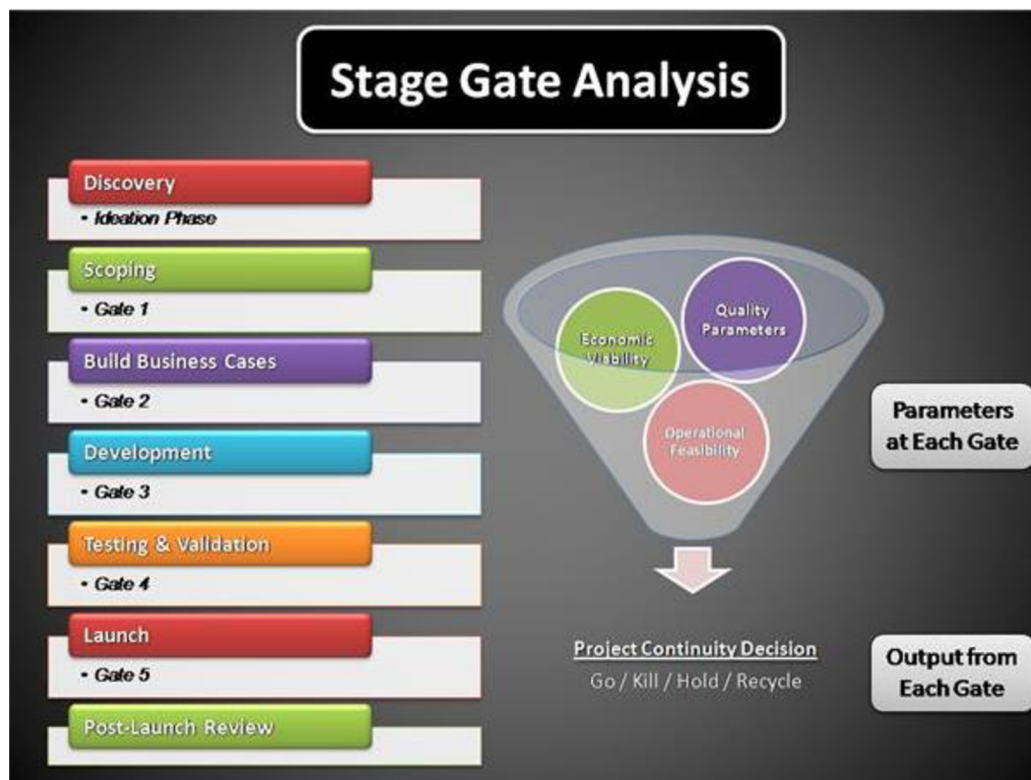 Stage Gate Analysis
Discovery
• Ideation Phase
Scoping
• Gate 1
Build Business Cases
• Gate 2
Development
• Gate 3
Testing & Validation
• Gate 4
Launch
• Gate 5
Post-Launch Review
Economic
Viability
Quality
Parameters
Operational
Feasibility
Parameters
at Each Gate
Project Continuity Decision
Go / Kill / Hold / Recycle
Output from
Each Gate